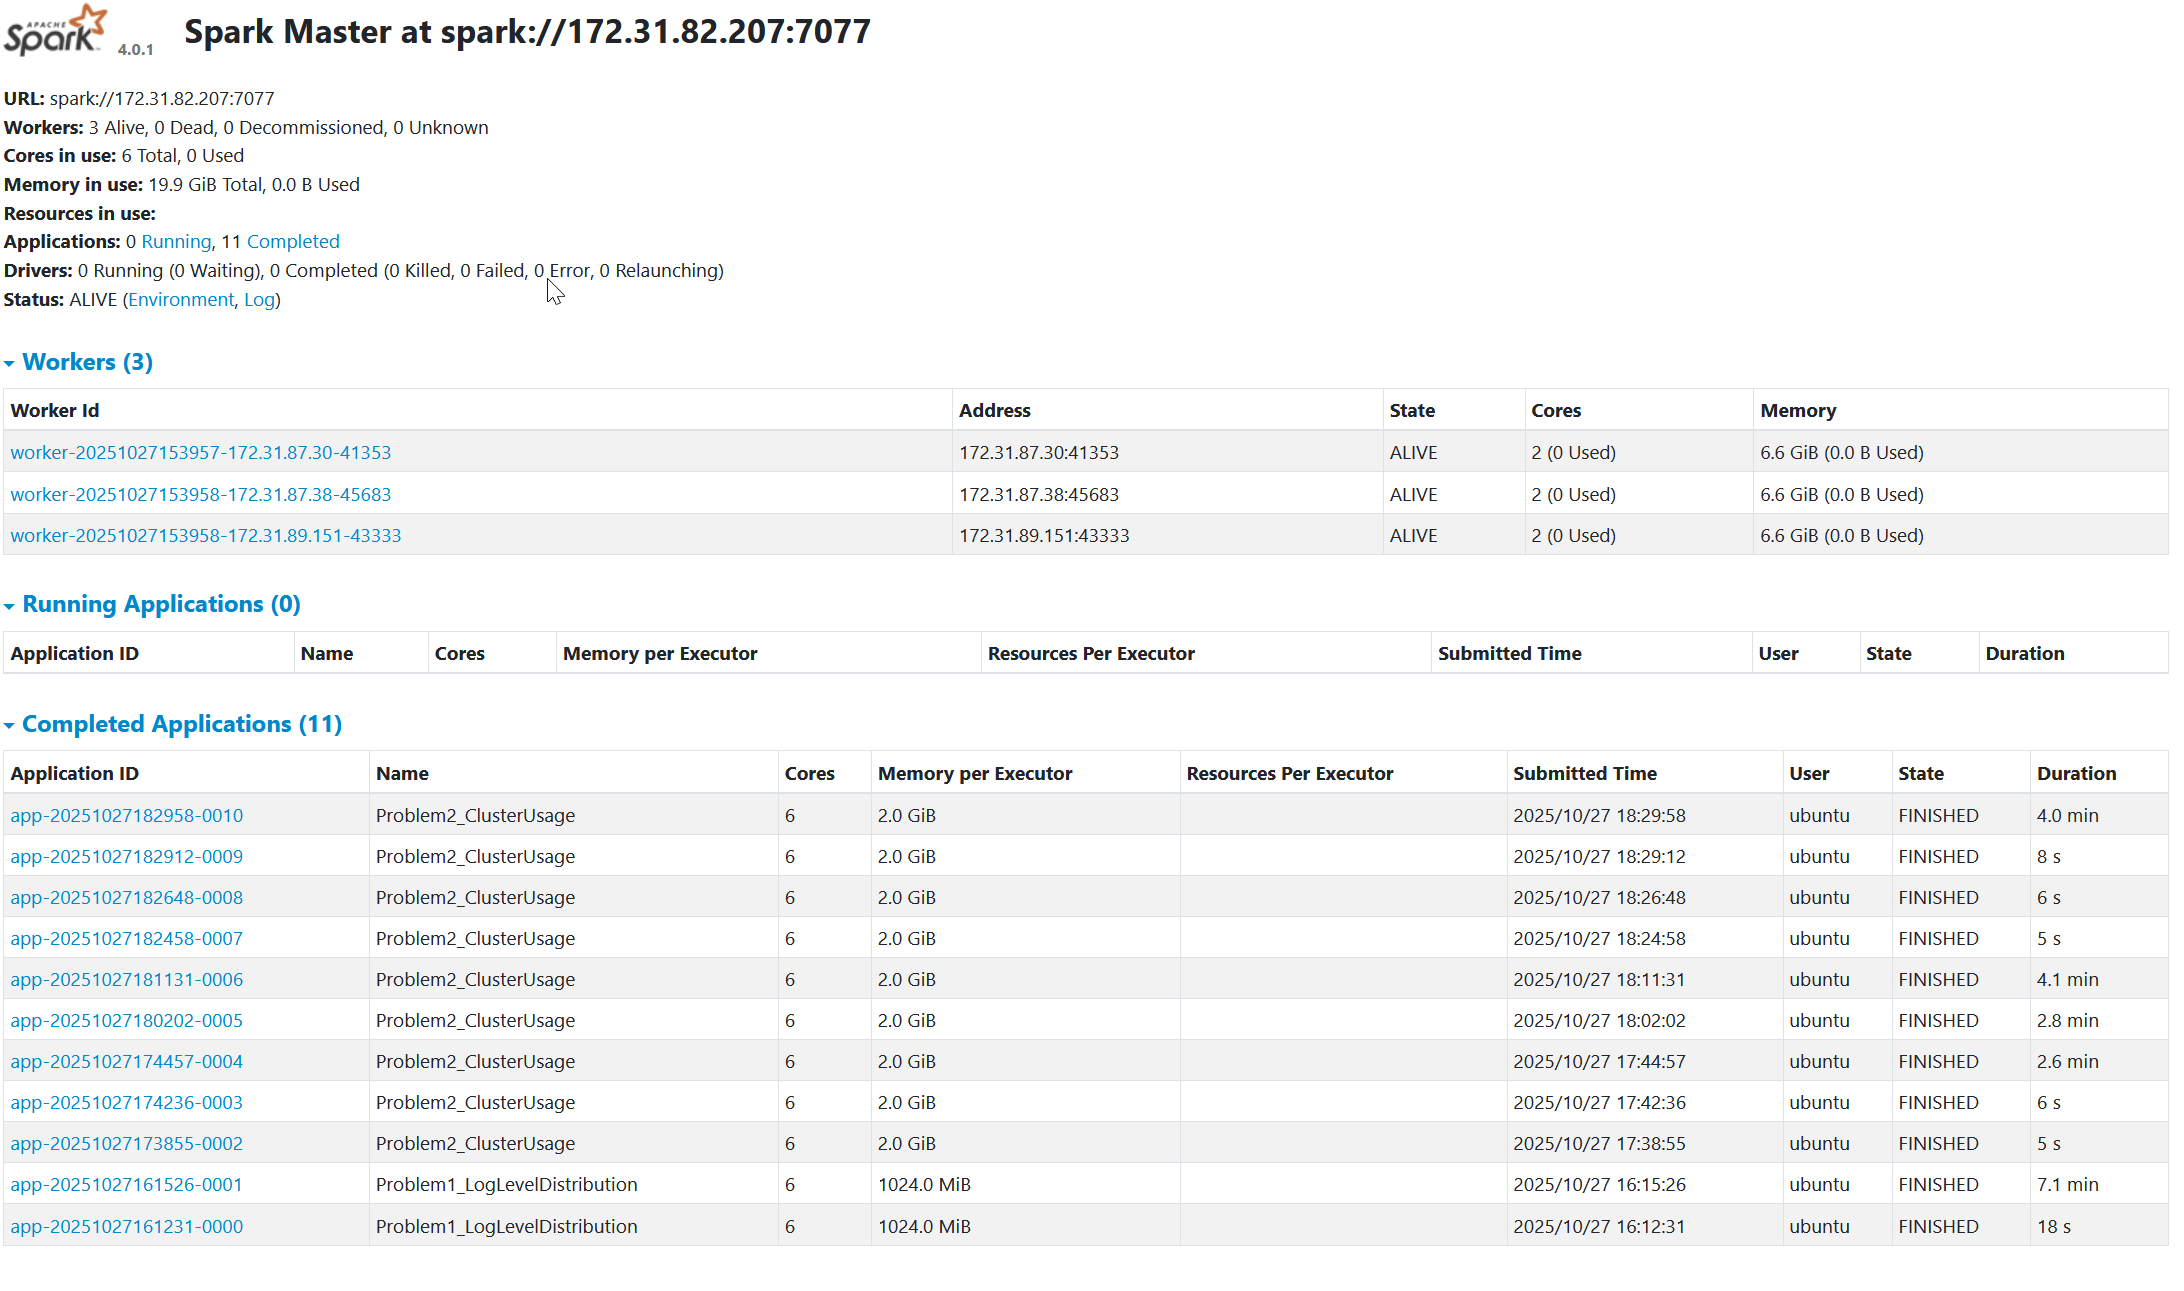 APACHE
Spark 4.0.1 Spark Master at spark://172.31.82.207:7077
URL: spark://172.31.82.207:7077
Workers: 3 Alive, 0 Dead, 0 Decommissioned, 0 Unknown
Cores in use: 6 Total, 0 Used
Memory in use: 19.9 GiB Total, 0.0 B Used
Resources in use:
Applications: 0 Running, 11 Completed
Drivers: 0 Running (0 Waiting), 0 Completed (0 Killed, 0 Failed, 0 Error, 0 Relaunching)
Status: ALIVE (Environment, Log)
Workers (3)
Worker Id Address State Cores Memory
worker-20251027153957-172.31.87.30-41353 172.31.87.30:41353 ALIVE 2 (0 Used) 6.6 GiB (0.0 B Used)
worker-20251027153958-172.31.87.38-45683 172.31.87.38:45683 ALIVE 2 (0 Used) 6.6 GiB (0.0 B Used)
worker-20251027153958-172.31.89.151-43333 172.31.89.151:43333 ALIVE 2 (0 Used) 6.6 GiB (0.0 B Used)
Running Applications (0)
Application ID Name Cores Memory per Executor Resources Per Executor Submitted Time User State Duration
Completed Applications (11)
Application ID Name Cores Memory per Executor Resources Per Executor Submitted Time User State Duration
app-20251027182958-0010 Problem2_ClusterUsage 6 2.0 GiB 2025/10/27 18:29:58 ubuntu FINISHED 4.0 min
app-20251027182912-0009 Problem2_ClusterUsage 6 2.0 GiB 2025/10/27 18:29:12 ubuntu FINISHED 8 s
app-20251027182648-0008 Problem2_ClusterUsage 6 2.0 GiB 2025/10/27 18:26:48 ubuntu FINISHED 6 s
app-20251027182458-0007 Problem2_ClusterUsage 6 2.0 GiB 2025/10/27 18:24:58 ubuntu FINISHED 5 s
app-20251027181131-0006 Problem2_ClusterUsage 6 2.0 GiB 2025/10/27 18:11:31 ubuntu FINISHED 4.1 min
app-20251027180202-0005 Problem2_ClusterUsage 6 2.0 GiB 2025/10/27 18:02:02 ubuntu FINISHED 2.8 min
app-20251027174457-0004 Problem2_ClusterUsage 6 2.0 GiB 2025/10/27 17:44:57 ubuntu FINISHED 2.6 min
app-20251027174236-0003 Problem2_ClusterUsage 6 2.0 GiB 2025/10/27 17:42:36 ubuntu FINISHED 6 s
app-20251027173855-0002 Problem2_ClusterUsage 6 2.0 GiB 2025/10/27 17:38:55 ubuntu FINISHED 5 s
app-20251027161526-0001 Problem1_LogLevelDistribution 6 1024.0 MiB 2025/10/27 16:15:26 ubuntu FINISHED 7.1 min
app-20251027161231-0000 Problem1_LogLevelDistribution 6 1024.0 MiB 2025/10/27 16:12:31 ubuntu FINISHED 18 s